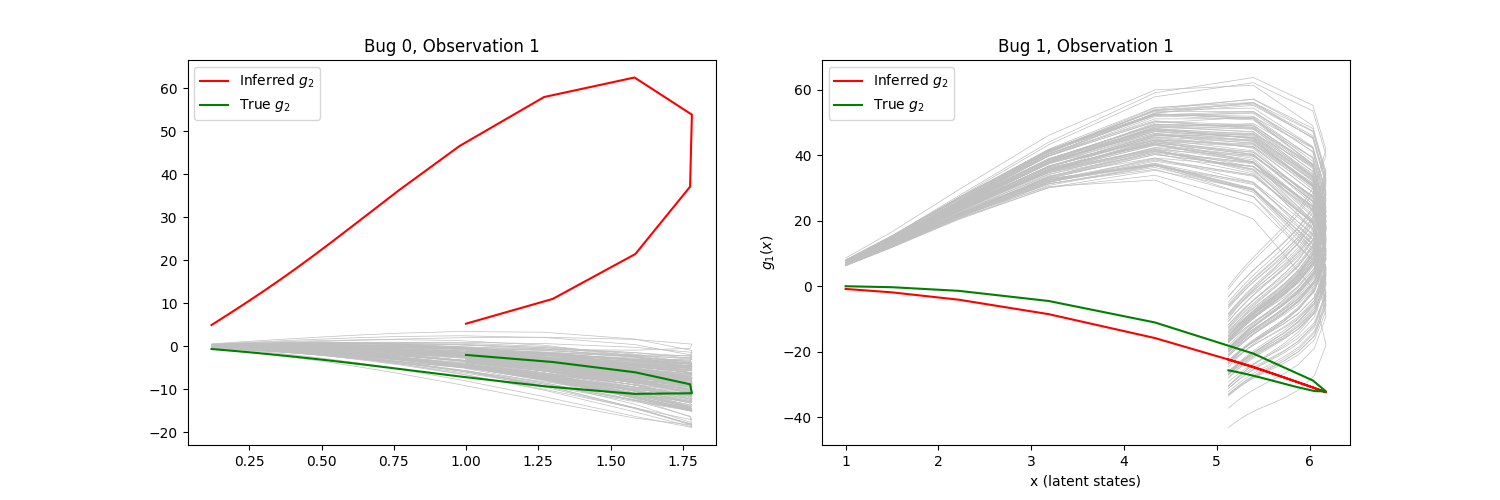 Bug 0, Observation 1
Inferred g₂
True g₂
60
50
40
30
20
10
0
−10
−20
0.25 0.50 0.75 1.00 1.25 1.50 1.75
Bug 1, Observation 1
Inferred g₂
True g₂
g₁(x)
60
40
20
0
−20
−40
1 2 3 4 5 6
x (latent states)